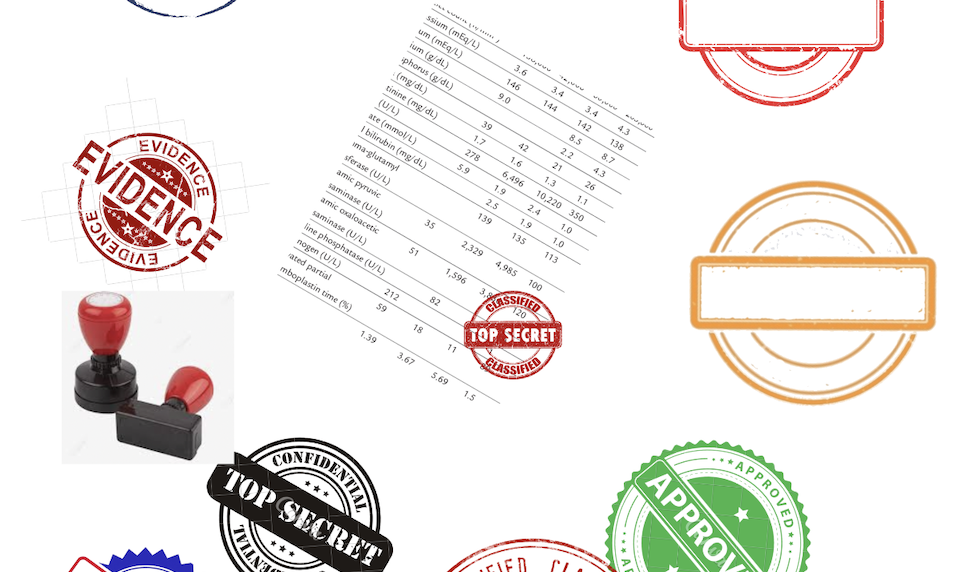 EVIDENCE
EVIDENCE
EVIDENCE
ssium (mEq/L) 3.6 3.4 3.4 4.3
um (mEq/L) 146 144 142 138
ium (g/dL) 9.0 8.5 8.7
phorus (g/dL) 2.2 4.3
(mg/dL) 39 42 21 26
tinine (mg/dL) 1.7 1.6 1.3 1.1
(U/L) 278 6,496 10,220 350
ate (mmol/L) 5.9 1.9 2.4 1.0
l bilirubin (mg/dL) 2.5 1.9 1.0
ma-glutamyl
sferase (U/L) 139 135 113
amic pyruvic
saminase (U/L) 35 2,329 4,985 100
amic oxaloacetic
saminase (U/L) 51 1,596 120
line phosphatase (U/L) 212 82
nogen (U/L) 59 18 11
vated partial
mboplastin time (%) 1.39 3.67 5.69 1.5
CLASSIFIED
TOP SECRET
CLASSIFIED
CONFIDENTIAL
TOP SECRET
APPROVED
APPROV